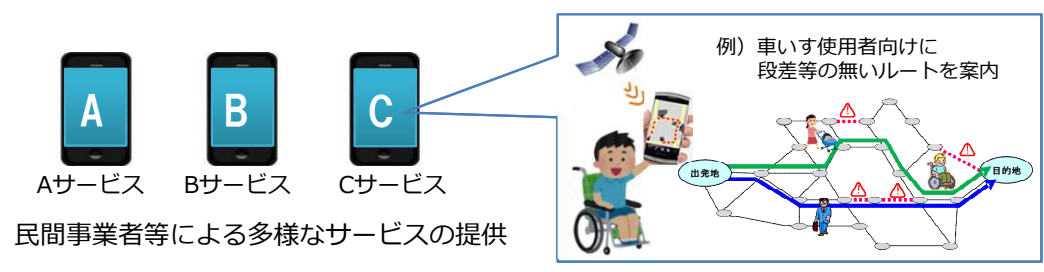 A
B
C
Aサービス
Bサービス
Cサービス
民間事業者等による多様なサービスの提供
例）車いす使用者向けに
段差等の無いルートを案内
出発地
目的地